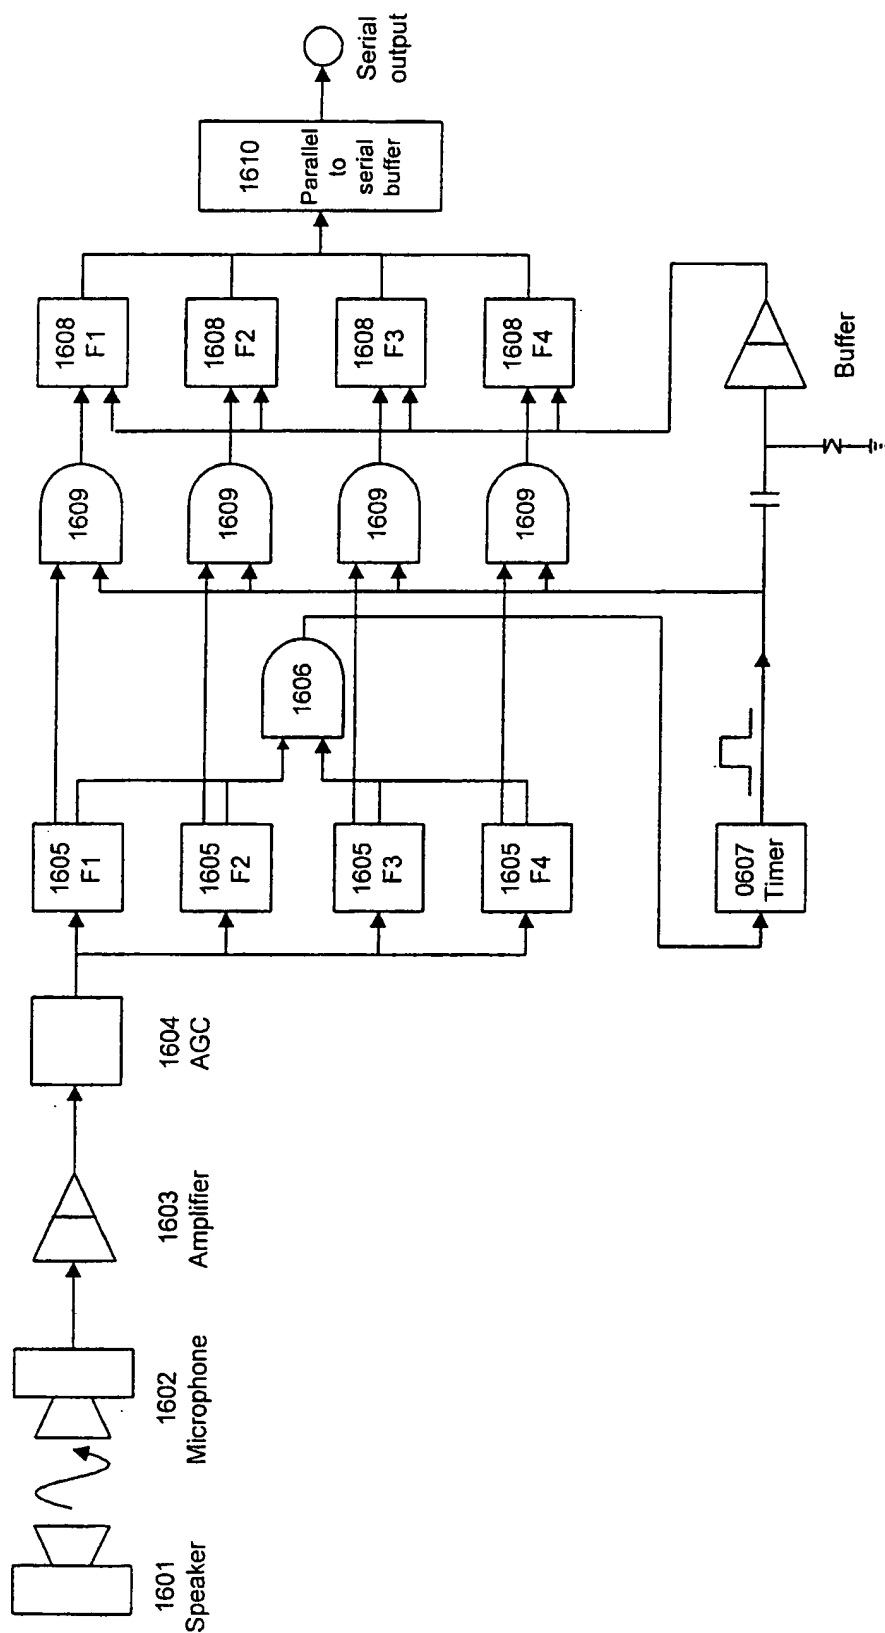 1601
Speaker
1602
Microphone
1603
Amplifier
1604
AGC
1605
F1
1605
F2
1605
F3
1605
F4
1606
0607
Timer
1609
1609
1609
1609
1608
F1
1608
F2
1608
F3
1608
F4
Buffer
1610
Parallel
to
serial
buffer
Serial
output